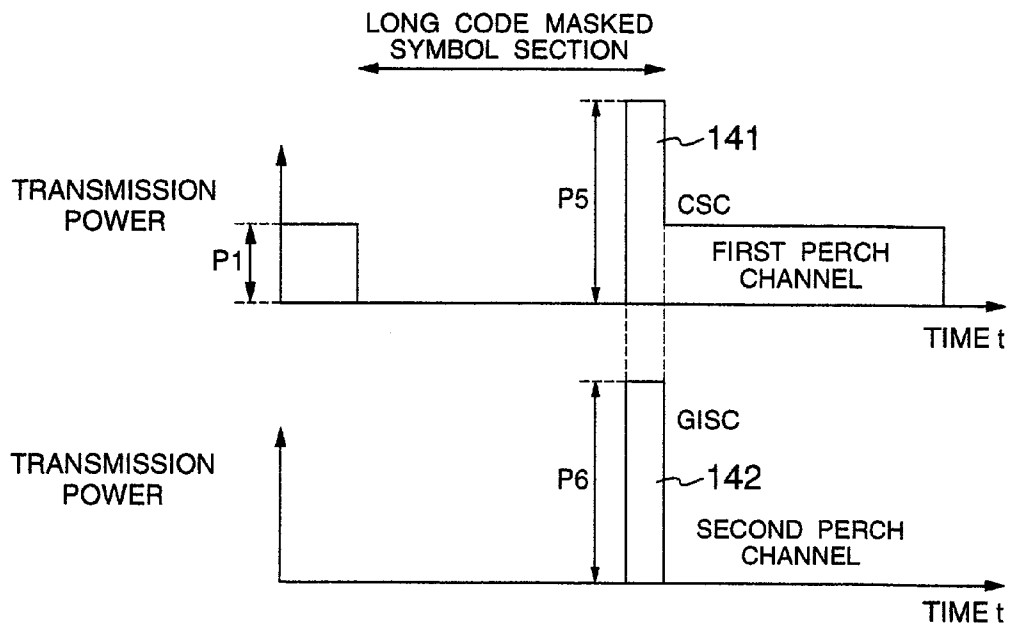 LONG CODE MASKED
SYMBOL SECTION
141
P5
TRANSMISSION
POWER
CSC
P1
FIRST PERCH
CHANNEL
TIME t
GISC
TRANSMISSION
POWER
P6
142
SECOND PERCH
CHANNEL
TIME t